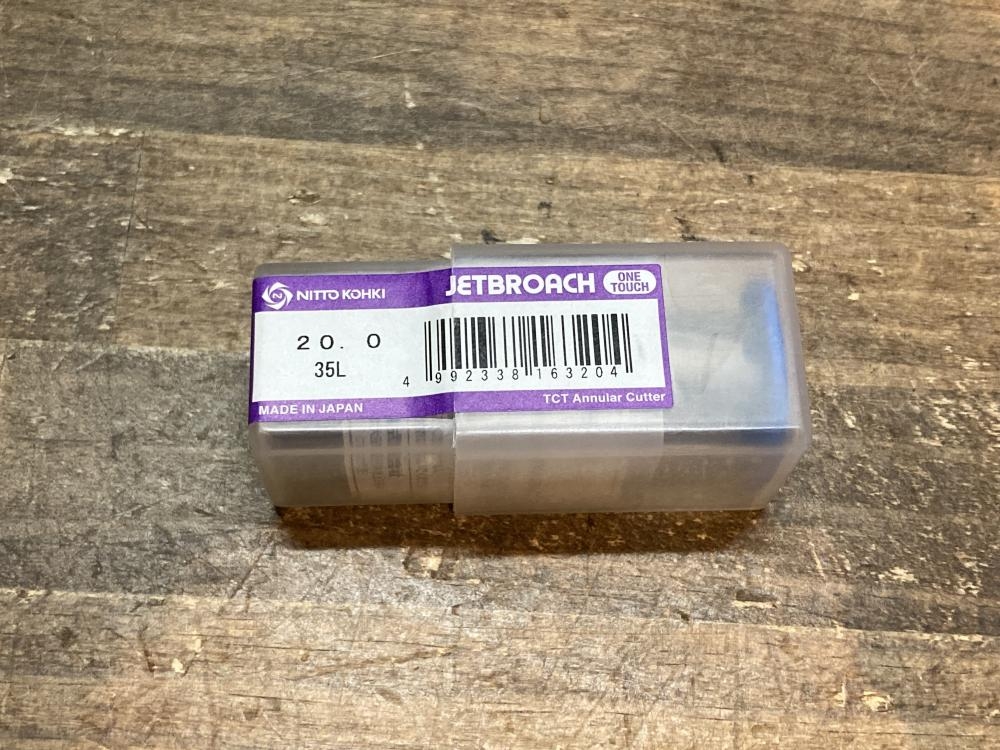 NITTO KOHKI
JETBROACH
ONE
TOUCH
20. 0
35L
4 992338 163204
MADE IN JAPAN
TCT Annular Cutter